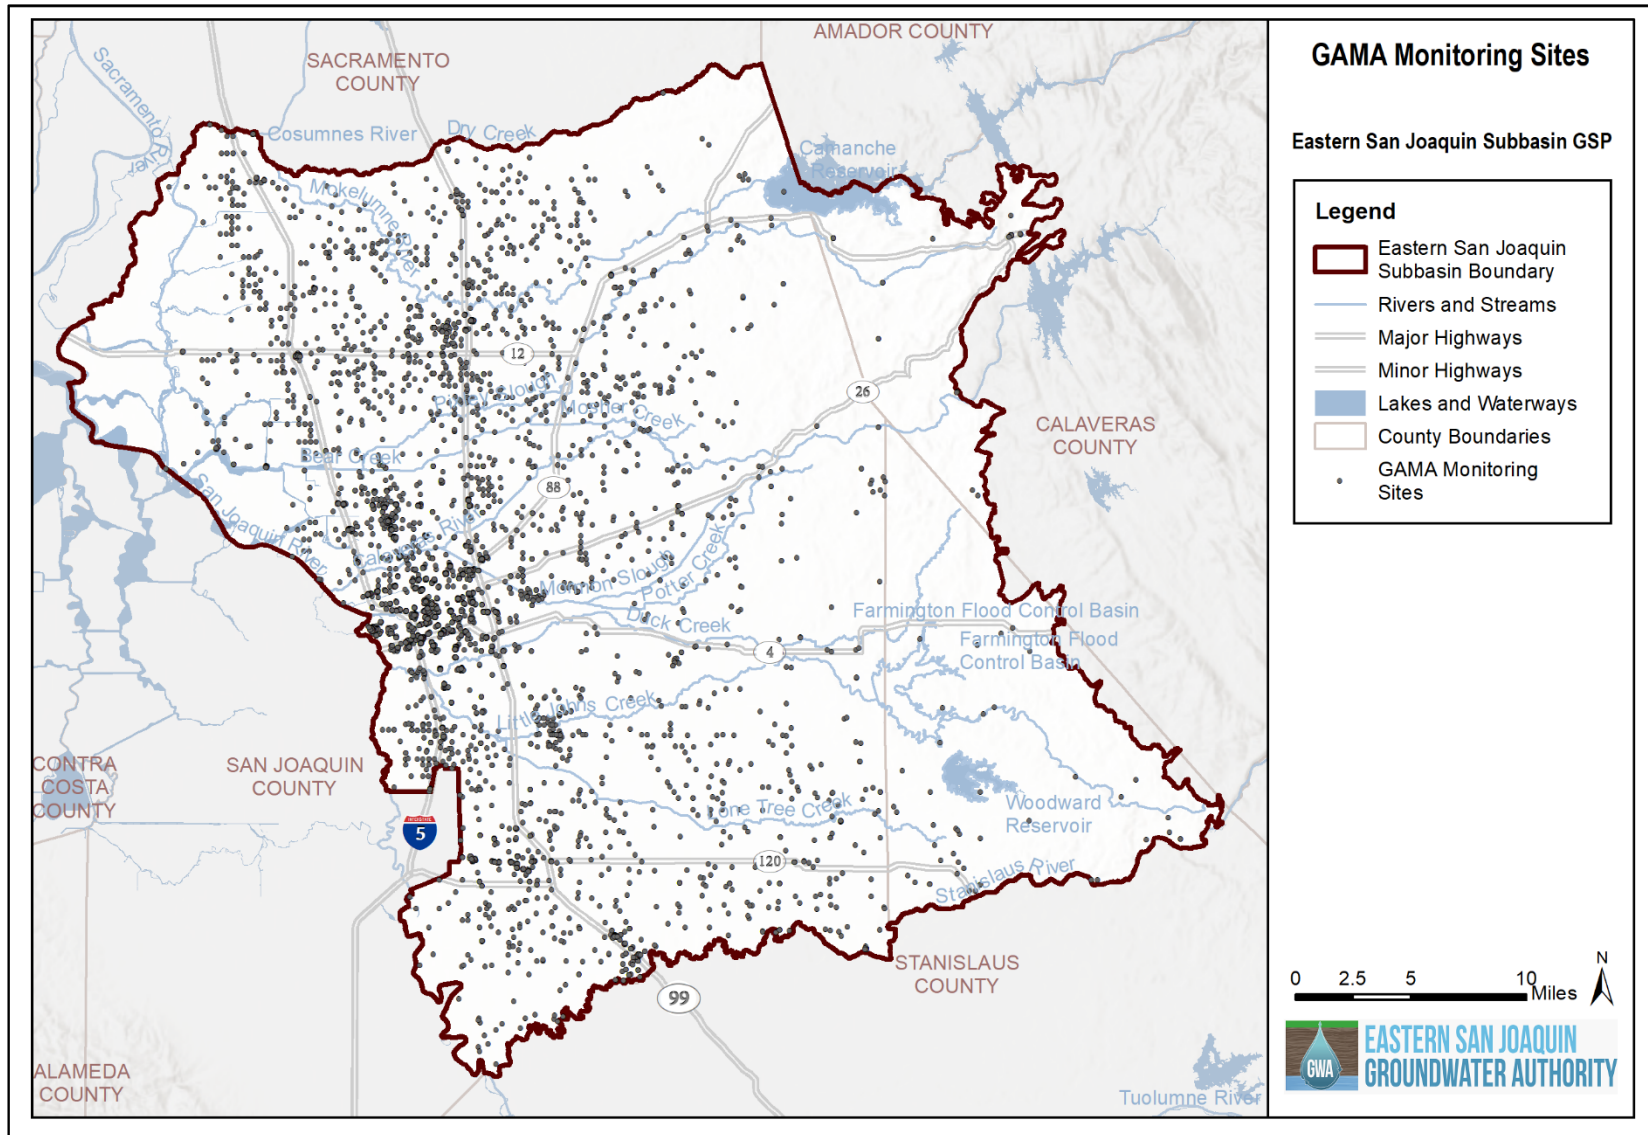 GAMA Monitoring Sites
Eastern San Joaquin Subbasin GSP
Legend
Eastern San Joaquin
Subbasin Boundary
Rivers and Streams
Major Highways
Minor Highways
Lakes and Waterways
County Boundaries
GAMA Monitoring
Sites
AMADOR COUNTY
SACRAMENTO
COUNTY
Sacramento River
Cosumnes River
Dry Creek
Camanche
Reservoir
Mokelumne River
12
26
Pixley Slough
Mosher Creek
CALAVERAS
COUNTY
Bear Creek
88
San Joaquin River
Calaveras River
Mormon Slough
Potter Creek
Duck Creek
Farmington Flood Control Basin
Farmington Flood
Control Basin
4
Little Johns Creek
CONTRA
COSTA
COUNTY
SAN JOAQUIN
COUNTY
Lone Tree Creek
Woodward
Reservoir
INTERSTATE
5
120
Stanislaus River
STANISLAUS
COUNTY
99
ALAMEDA
COUNTY
Tuolumne River
N
0 2.5 5 10
Miles
GWA
EASTERN SAN JOAQUIN
GROUNDWATER AUTHORITY